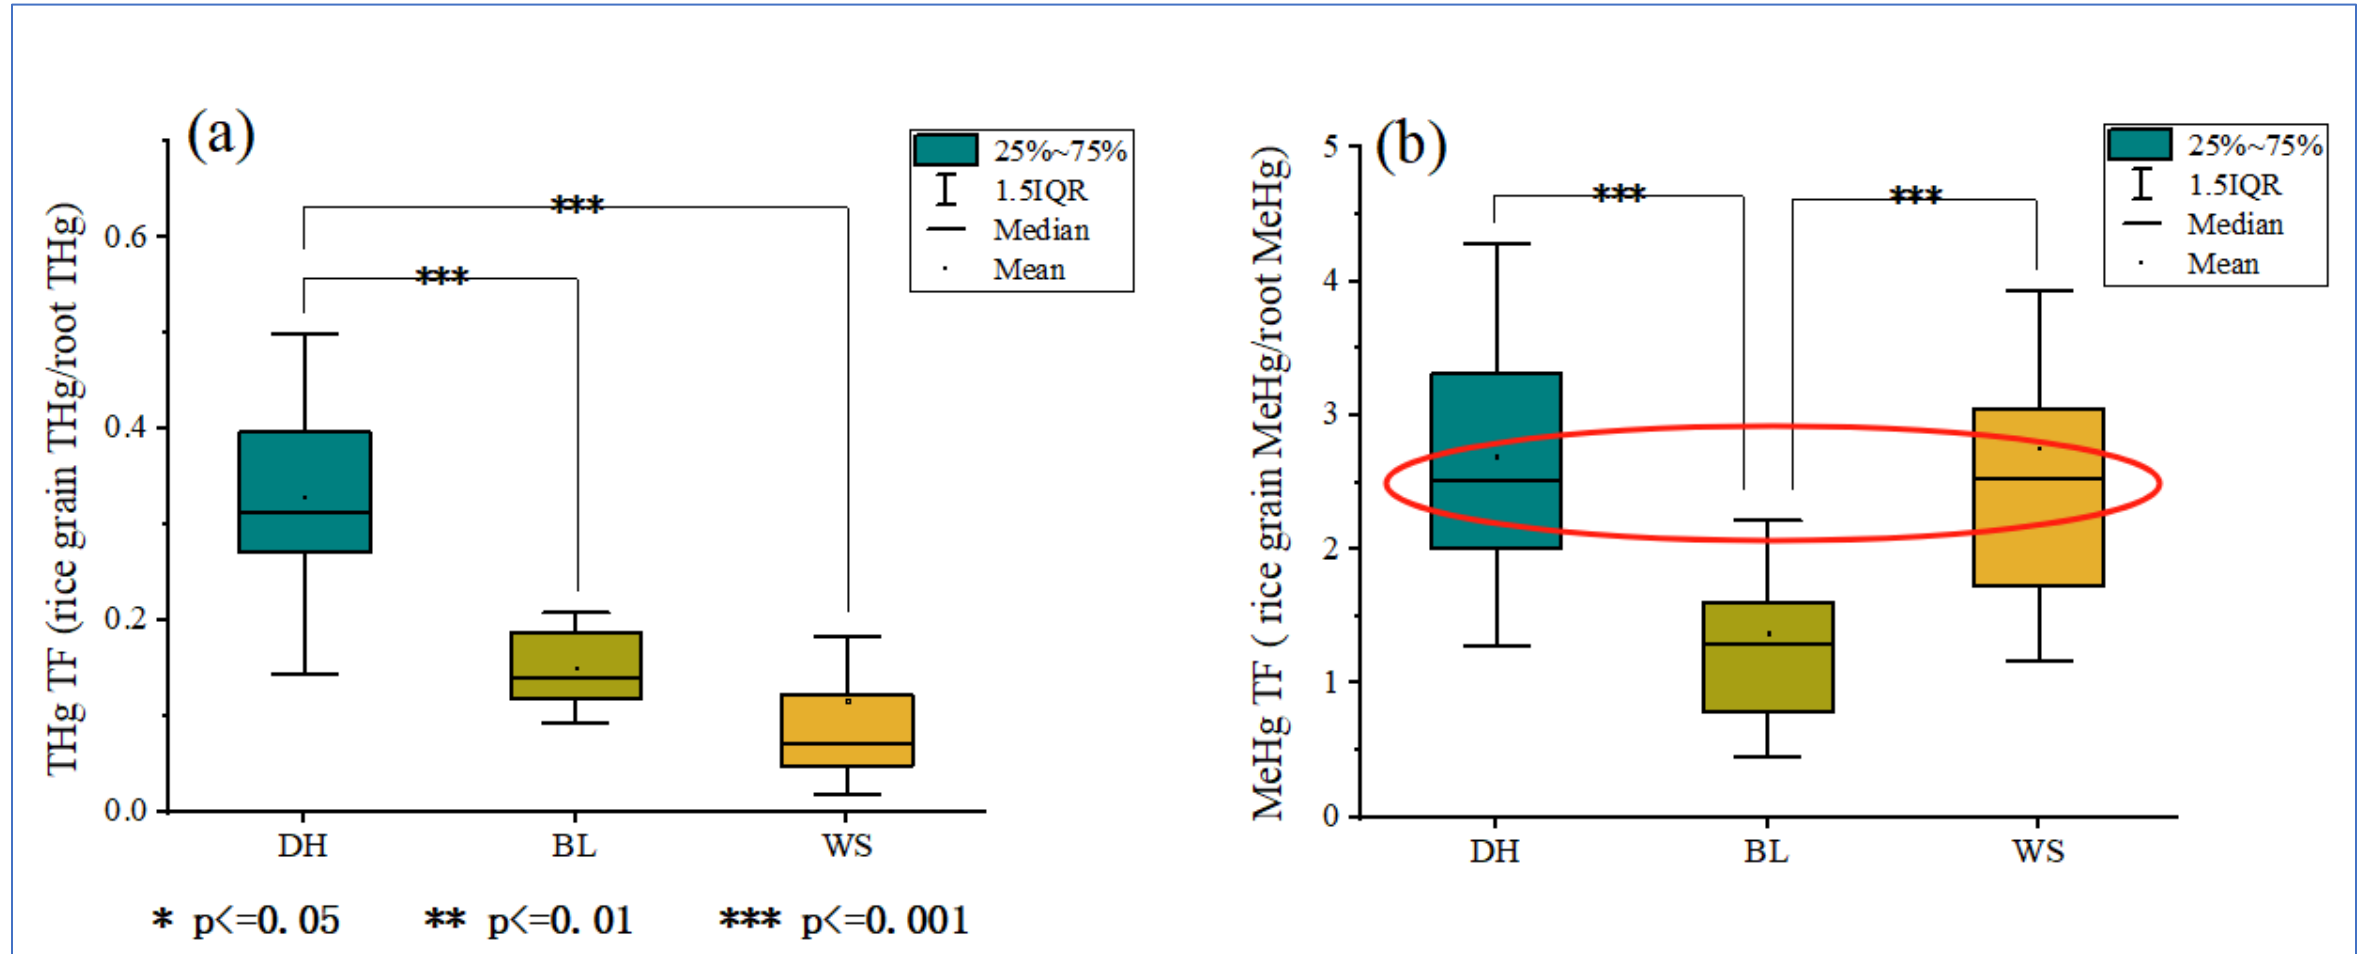 (a)
25%~75%
1.5IQR
Median
Mean
***
***
THg TF (rice grain THg/root THg)
0.6
0.4
0.2
0.0
DH BL WS
* p<=0.05 ** p<=0.01 *** p<=0.001
(b)
25%~75%
1.5IQR
Median
Mean
*** ***
MeHg TF ( rice grain MeHg/root MeHg)
5
4
3
2
1
0
DH BL WS